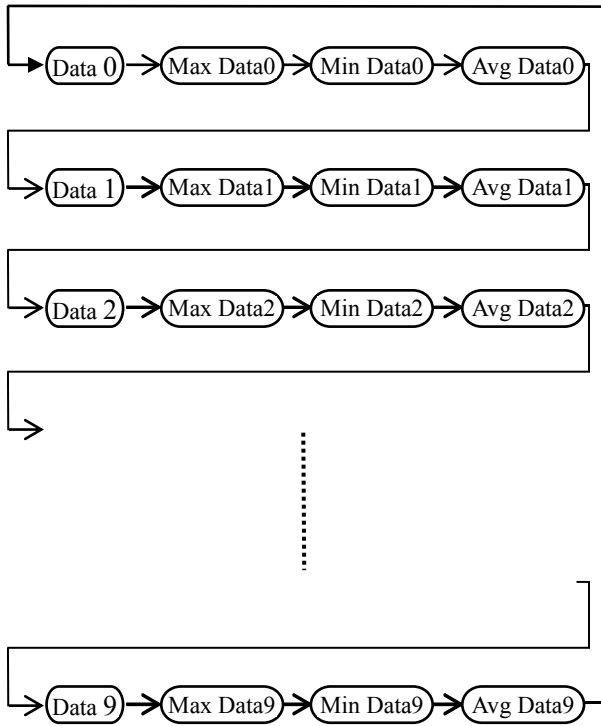 Data 0 Max Data0 Min Data0 Avg Data0
Data 1 Max Data1 Min Data1 Avg Data1
Data 2 Max Data2 Min Data2 Avg Data2
Data 9 Max Data9 Min Data9 Avg Data9